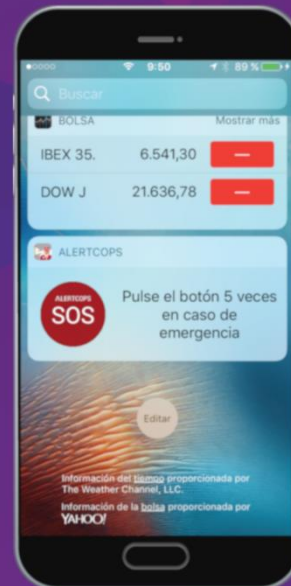 9:50 89 %
Buscar
BOLSA Mostrar más
IBEX 35. 6.541,30 —
DOW J 21.636,78 —
ALERTCOPS
ALERTCOPS
SOS
Pulse el botón 5 veces
en caso de
emergencia
Editar
Información del tiempo proporcionada por
The Weather Channel, LLC.
Información de la bolsa proporcionada por
YAHOO!